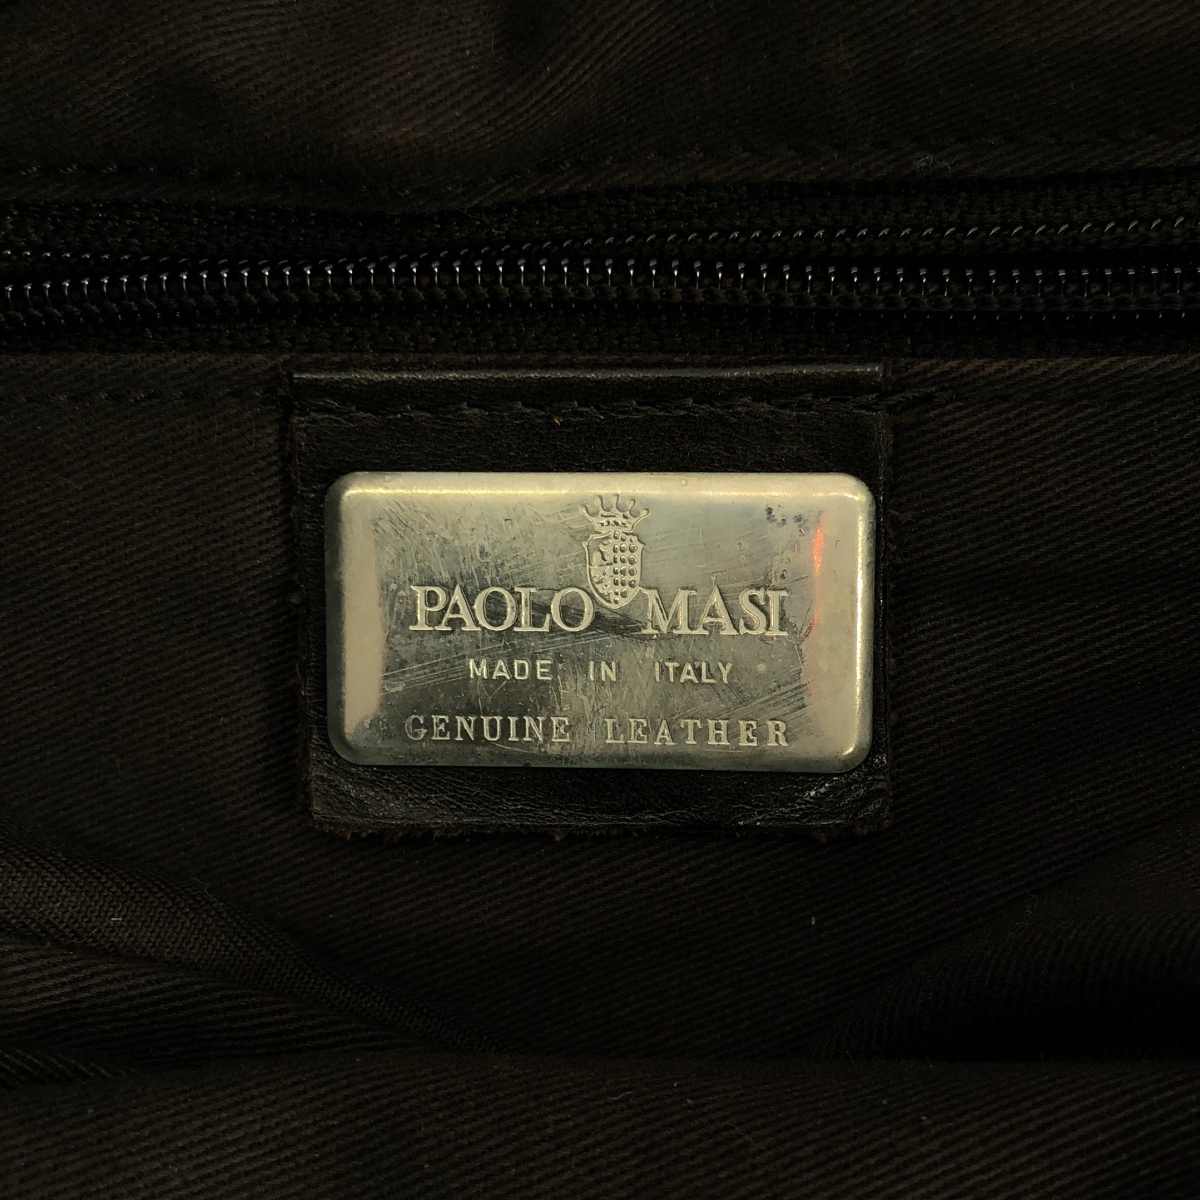 PAOLO MASI
MADE IN ITALY
GENUINE LEATHER